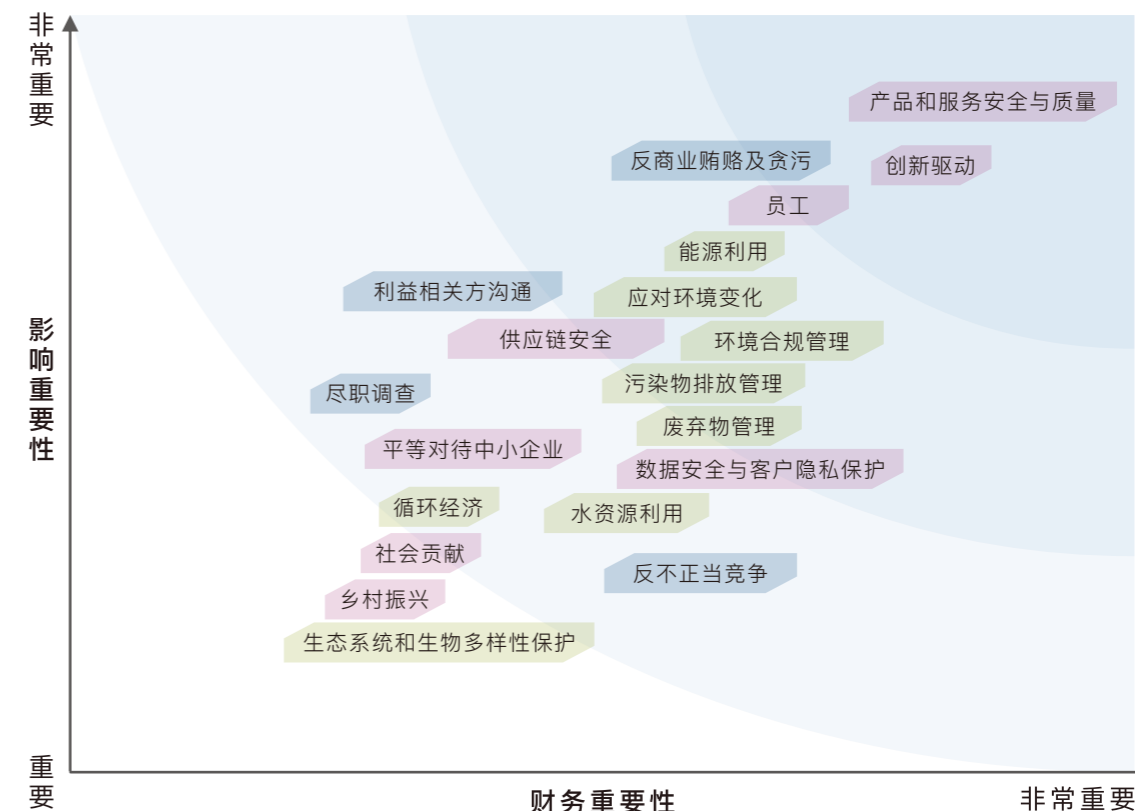 非常重要
产品和服务安全与质量
反商业贿赂及贪污
创新驱动
员工
能源利用
利益相关方沟通
应对环境变化
供应链安全
环境合规管理
影响重要性
尽职调查
污染物排放管理
废弃物管理
平等对待中小企业
数据安全与客户隐私保护
循环经济
水资源利用
社会贡献
反不正当竞争
乡村振兴
生态系统和生物多样性保护
重要
财务重要性
非常重要